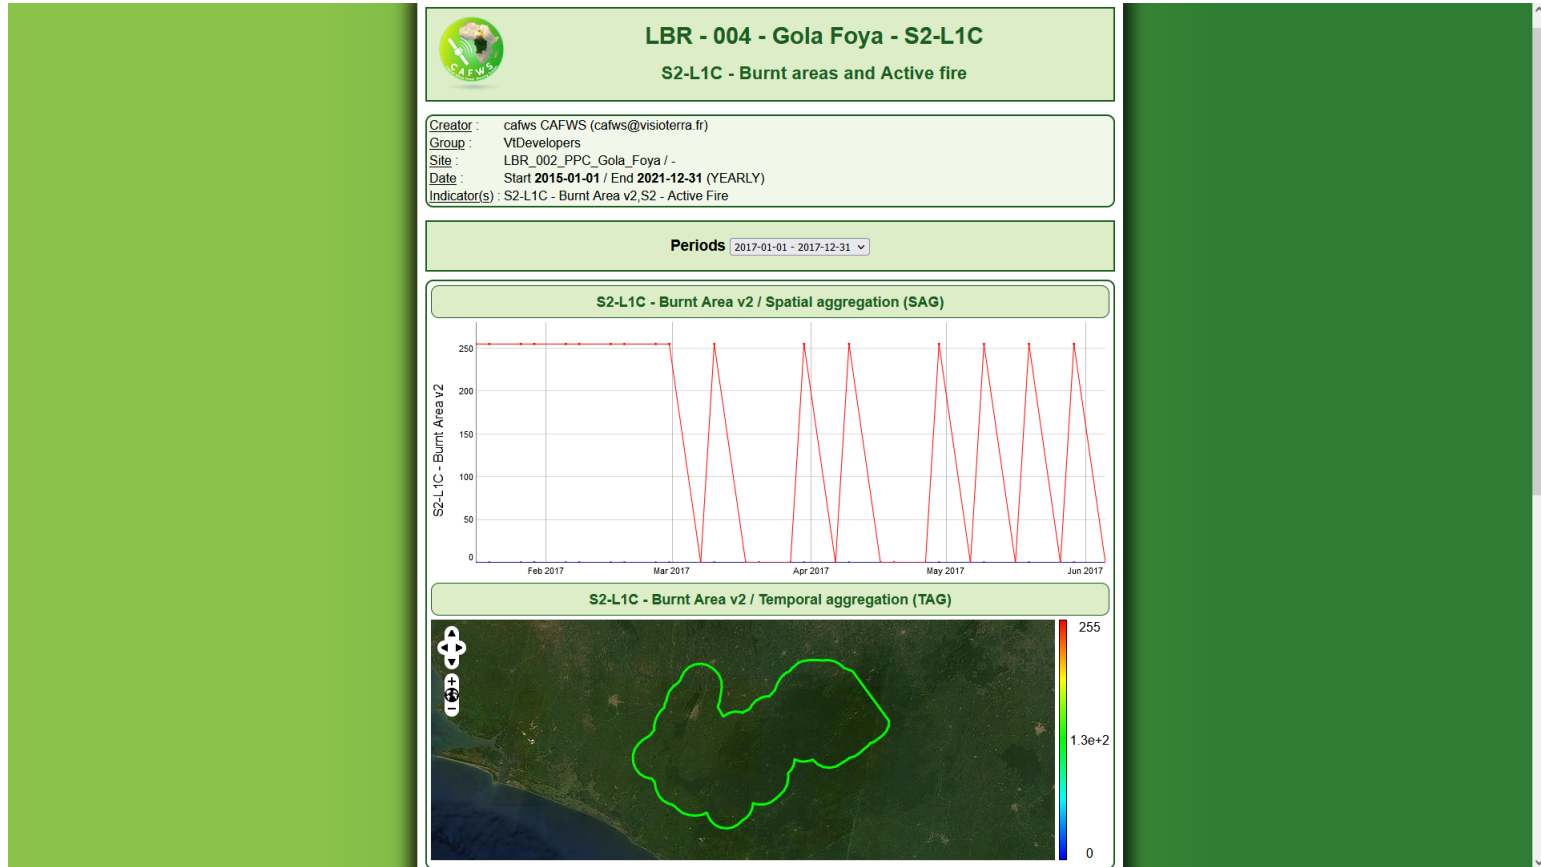 LBR - 004 - Gola Foya - S2-L1C
S2-L1C - Burnt areas and Active fire
CAFWS
Creator : cafws CAFWS (cafws@visioterra.fr)
Group : VtDevelopers
Site : LBR_002_PPC_Gola_Foya / -
Date : Start 2015-01-01 / End 2021-12-31 (YEARLY)
Indicator(s) : S2-L1C - Burnt Area v2,S2 - Active Fire
Periods 2017-01-01 - 2017-12-31
S2-L1C - Burnt Area v2 / Spatial aggregation (SAG)
S2-L1C - Burnt Area v2
250
200
150
100
50
0
Feb 2017 Mar 2017 Apr 2017 May 2017 Jun 2017
S2-L1C - Burnt Area v2 / Temporal aggregation (TAG)
255
1.3e+2
0